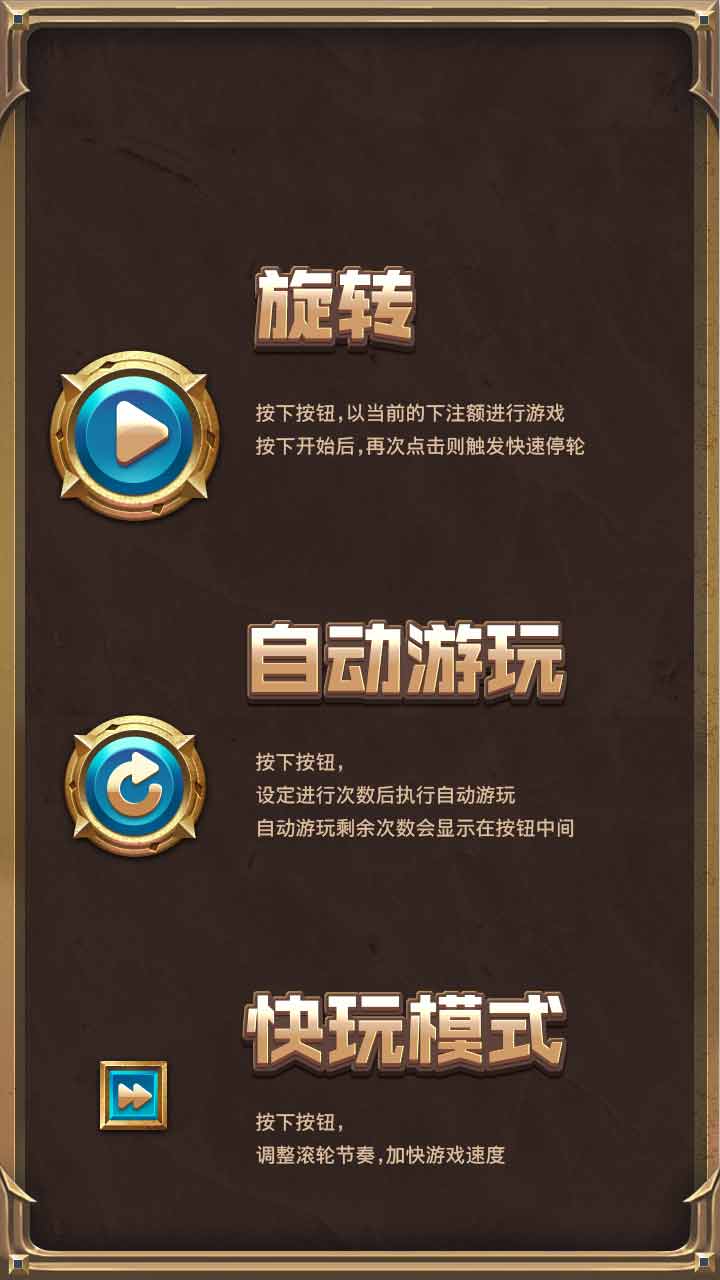 旋转
按下按钮,以当前的下注额进行游戏
按下开始后,再次点击则触发快速停轮
自动游玩
按下按钮,
设定进行次数后执行自动游玩
自动游玩剩余次数会显示在按钮中间
快玩模式
按下按钮,
调整滚轮节奏,加快游戏速度